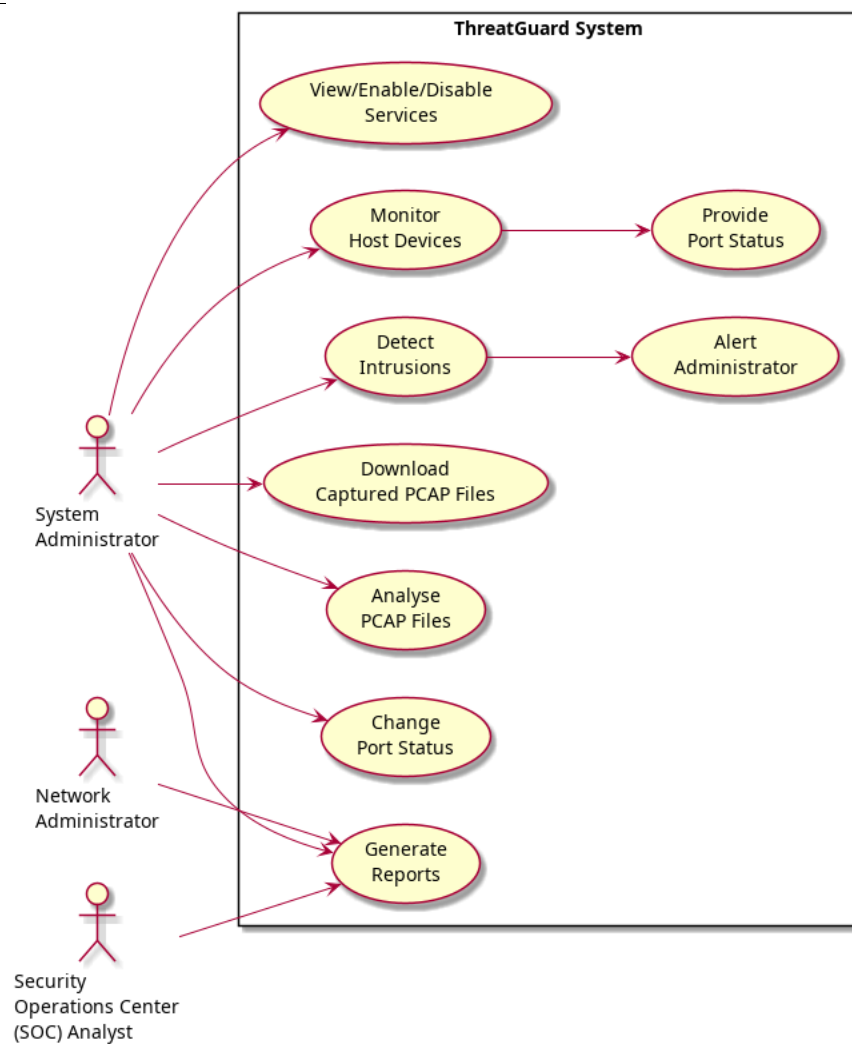 ThreatGuard System
View/Enable/Disable
Services
Monitor
Host Devices
Provide
Port Status
Detect
Intrusions
Alert
Administrator
Download
Captured PCAP Files
System
Administrator
Analyse
PCAP Files
Change
Port Status
Network
Administrator
Generate
Reports
Security
Operations Center
(SOC) Analyst